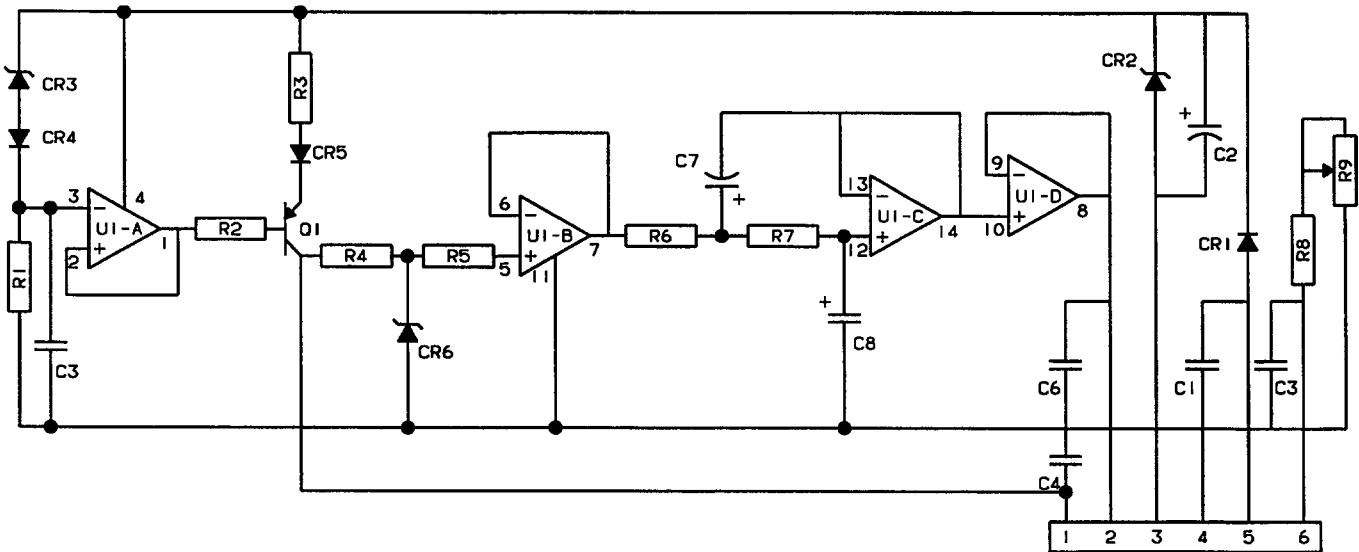 CR3
CR4
R1
C3
3
2
U1-A
4
1
R2
R3
CR5
Q1
R4
R5
CR6
6
5
U1-B
7
11
R6
C7
+
R7
+
C8
13
12
U1-C
14
9
10
U1-D
8
CR2
+
C2
CR1
R9
R8
C6
C4
C1
C3
1 2 3 4 5 6